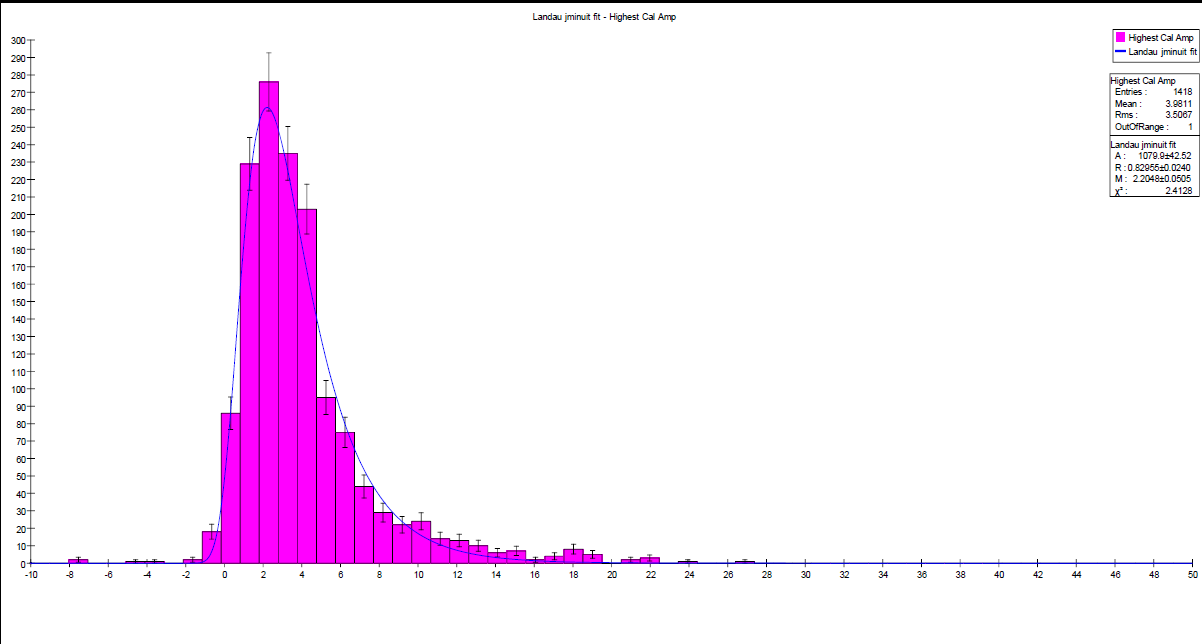 Landau jminuit fit - Highest Cal Amp
Highest Cal Amp
Landau jminuit fit
Highest Cal Amp
Entries : 1418
Mean : 3.9811
Rms : 3.5067
OutOfRange : 1
Landau jminuit fit
A : 1079.9±42.52
R : 0.82955±0.0240
M : 2.2048±0.0505
χ² : 2.4128
300
290
280
270
260
250
240
230
220
210
200
190
180
170
160
150
140
130
120
110
100
90
80
70
60
50
40
30
20
10
0
-10 -8 -6 -4 -2 0 2 4 6 8 10 12 14 16 18 20 22 24 26 28 30 32 34 36 38 40 42 44 46 48 50